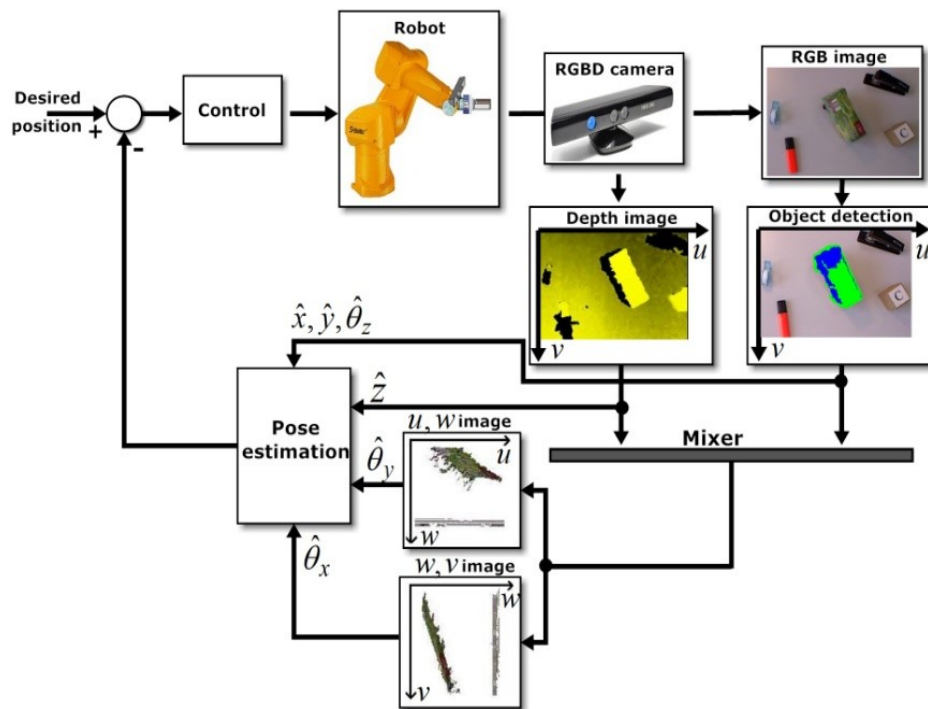 Robot
RGBD camera
RGB image
Desired
position
+
-
Control
Depth image
u
v
Object detection
u
v
C
C
x̂, ŷ, θ̂z
ẑ
Pose
estimation
θ̂y
u, w image
u
w
Mixer
θ̂x
w, v image
w
v